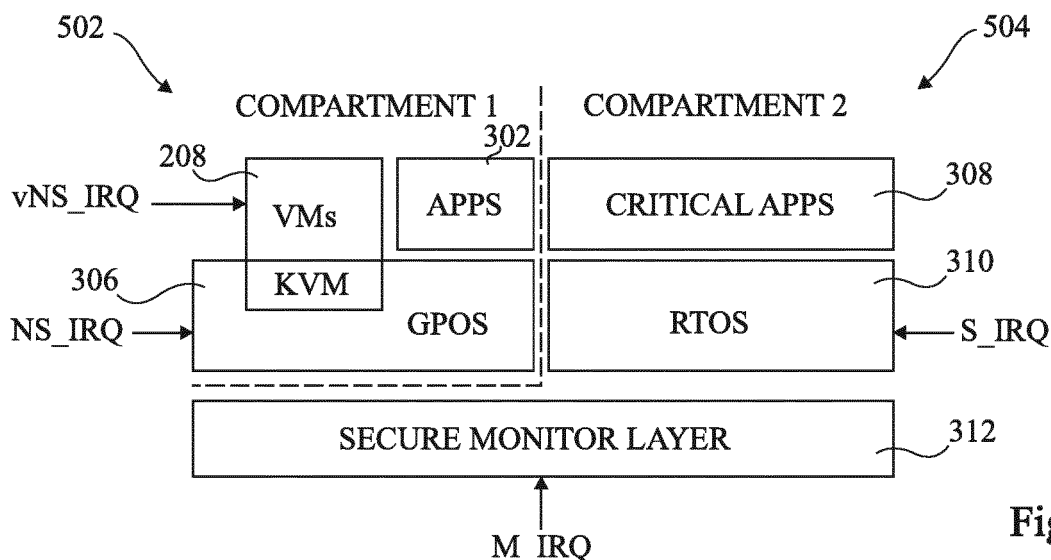 502
504
COMPARTMENT 1
COMPARTMENT 2
302
208
308
vNS_IRQ
VMs
APPS
CRITICAL APPS
306
KVM
310
NS_IRQ
GPOS
RTOS
S_IRQ
SECURE MONITOR LAYER
312
M_IRQ